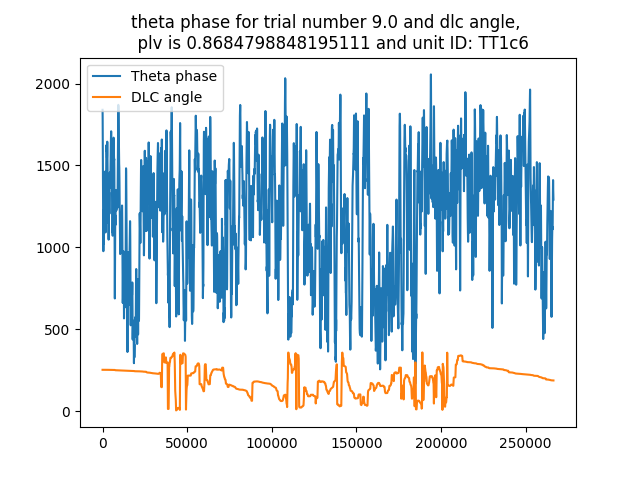 theta phase for trial number 9.0 and dlc angle,
plv is 0.8684798848195111 and unit ID: TT1c6
Theta phase
DLC angle
2000
1500
1000
500
0
0 50000 100000 150000 200000 250000